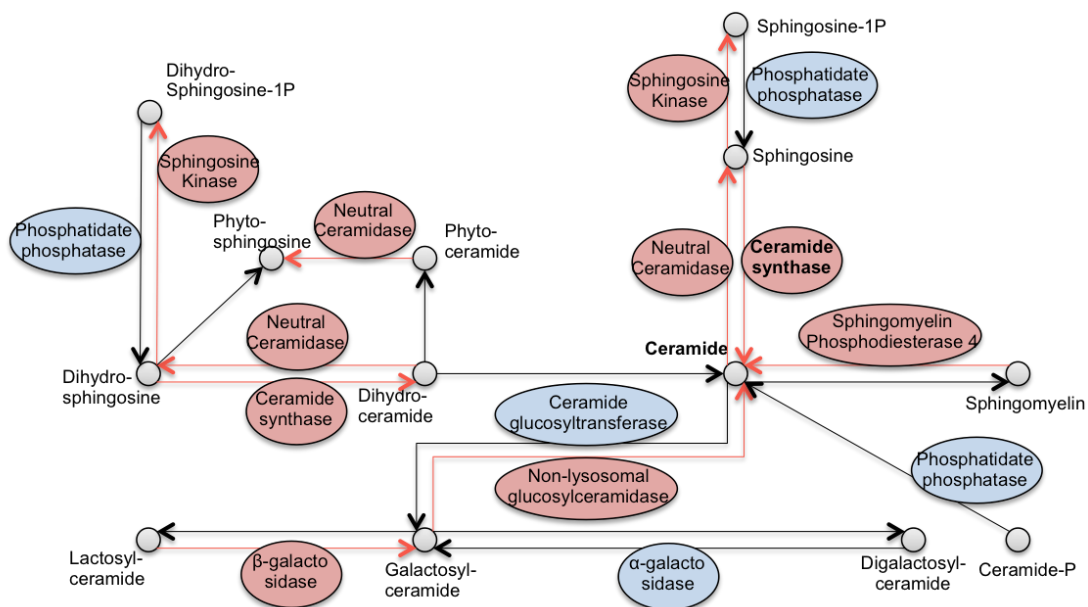 Sphingosine-1P
Dihydro-
Sphingosine-1P
Sphingosine
Kinase
Phosphatidate
phosphatase
Sphingosine
Kinase
Sphingosine
Phosphatidate
phosphatase
Phyto-
sphingosine
Neutral
Ceramidase
Phyto-
ceramide
Neutral
Ceramidase
Ceramide
synthase
Neutral
Ceramidase
Sphingomyelin
Phosphodiesterase 4
Ceramide
Dihydro-
sphingosine
Ceramide
synthase
Dihydro-
ceramide
Ceramide
glucosyltransferase
Sphingomyelin
Non-lysosomal
glucosylceramidase
Phosphatidate
phosphatase
Lactosyl-
ceramide
β-galacto
sidase
Galactosyl-
ceramide
α-galacto
sidase
Digalactosyl-
ceramide
Ceramide-P